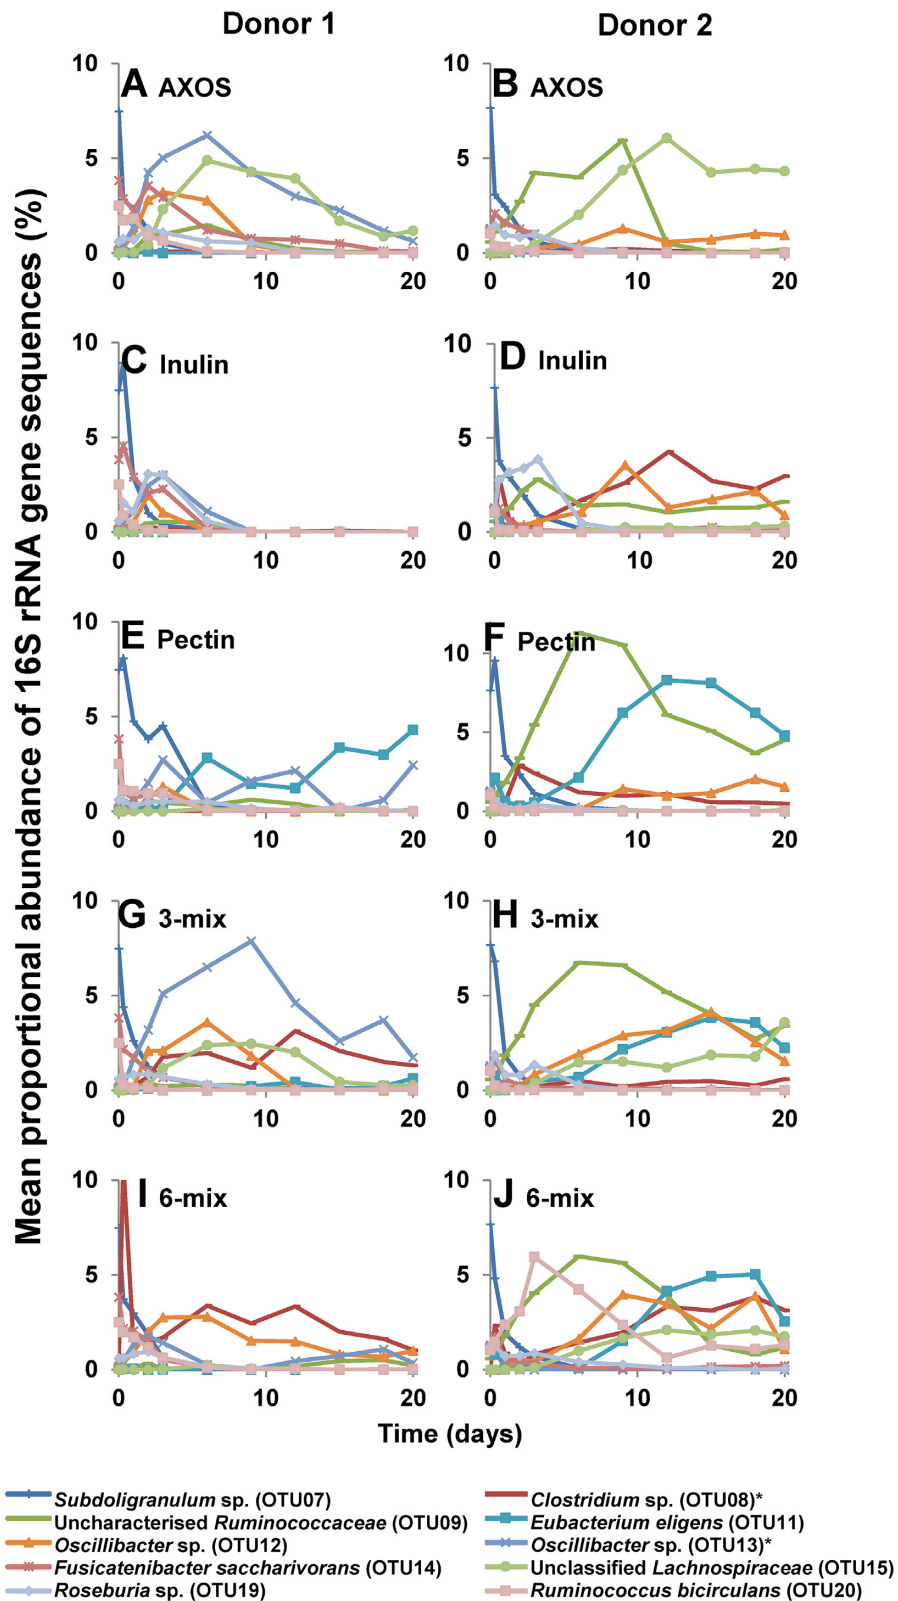 Donor 1 Donor 2
Mean proportional abundance of 16S rRNA gene sequences (%)
10 10
A AXOS B AXOS
5 5
0 0
0 10 20 0 10 20
10 10
C Inulin D Inulin
5 5
0 0
0 10 20 0 10 20
10
E Pectin F Pectin
10
5 5
0 0
0 10 20 0 10 20
10 10
G 3-mix H 3-mix
5 5
0 0
0 10 20 0 10 20
10 10
I 6-mix J 6-mix
5 5
0 0
0 10 20 0 10 20
Time (days)
Subdoligranulum sp. (OTU07) Clostridium sp. (OTU08)*
Uncharacterised Ruminococcaceae (OTU09) Eubacterium eligens (OTU11)
Oscillibacter sp. (OTU12) Oscillibacter sp. (OTU13)*
Fusicatenibacter saccharivorans (OTU14) Unclassified Lachnospiraceae (OTU15)
Roseburia sp. (OTU19) Ruminococcus bicirculans (OTU20)